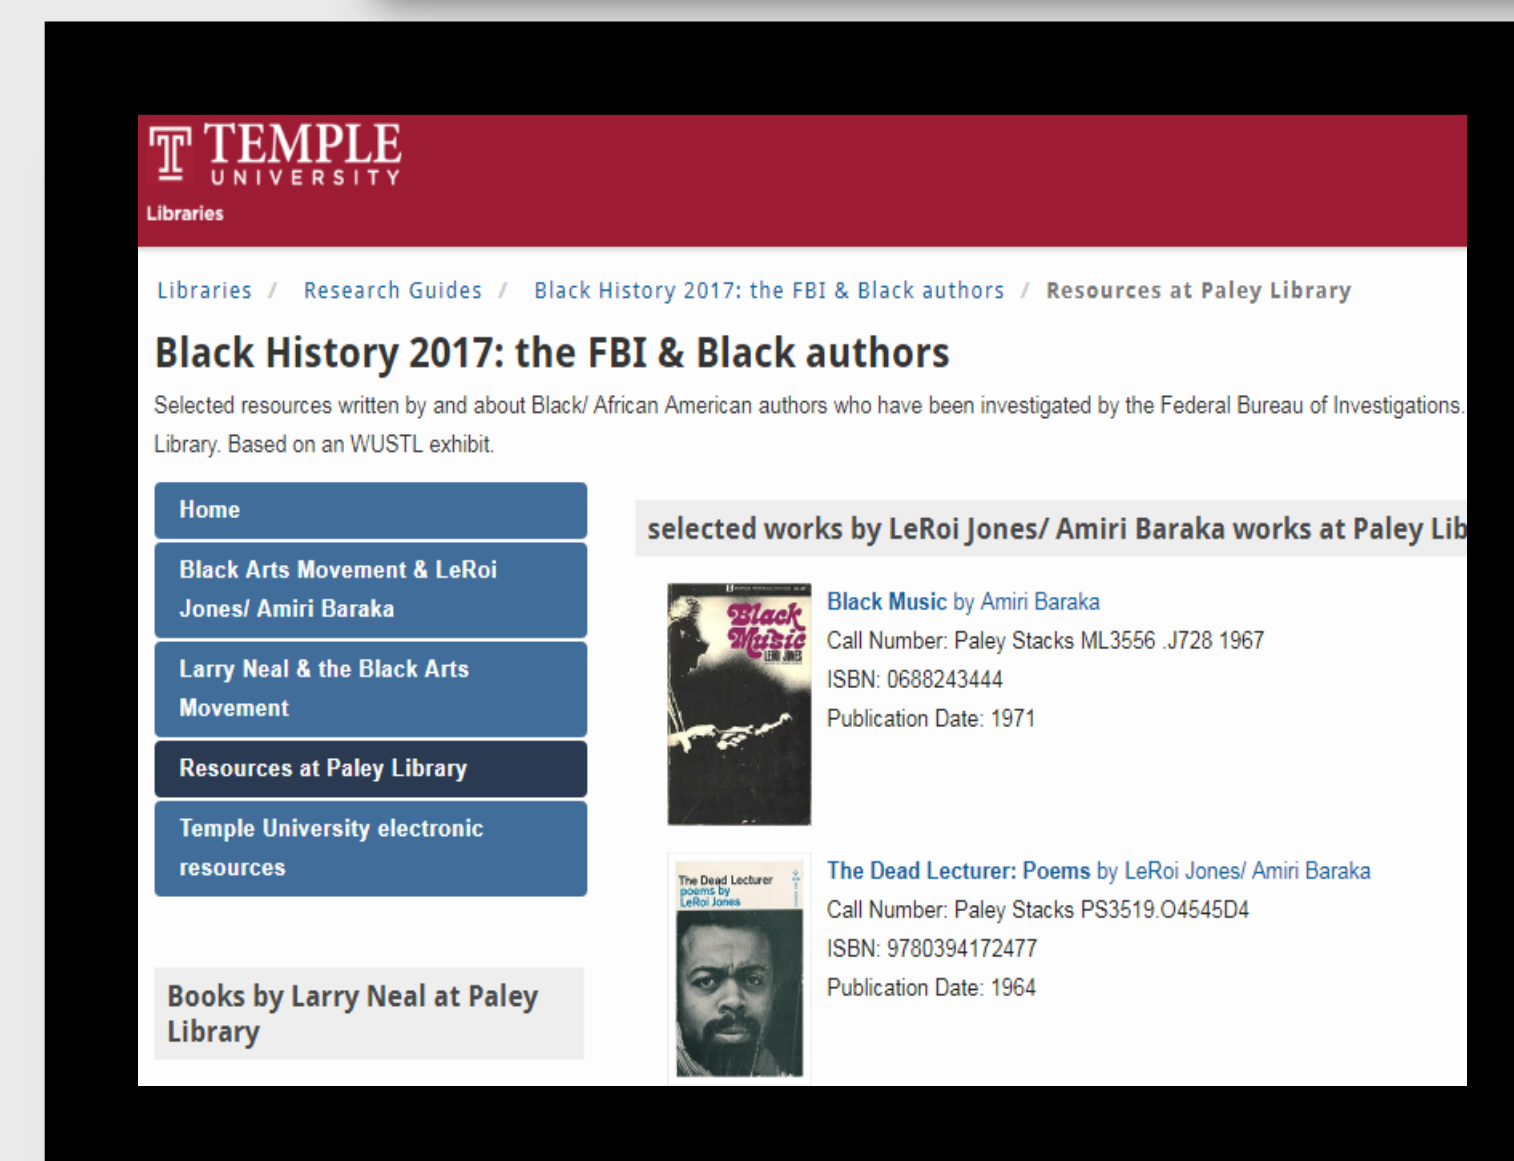 TEMPLE
UNIVERSITY
Libraries
Libraries / Research Guides / Black History 2017: the FBI & Black authors / Resources at Paley Library
Black History 2017: the FBI & Black authors
Selected resources written by and about Black/ African American authors who have been investigated by the Federal Bureau of Investigations.
Library. Based on an WUSTL exhibit.
Home
Black Arts Movement & LeRoi
Jones/ Amiri Baraka
Larry Neal & the Black Arts
Movement
Resources at Paley Library
Temple University electronic
resources
Books by Larry Neal at Paley
Library
selected works by LeRoi Jones/ Amiri Baraka works at Paley Lib
Black
Music
LEROI JONES
Black Music by Amiri Baraka
Call Number: Paley Stacks ML3556 .J728 1967
ISBN: 0688243444
Publication Date: 1971
The Dead Lecturer
poems by
LeRoi Jones
The Dead Lecturer: Poems by LeRoi Jones/ Amiri Baraka
Call Number: Paley Stacks PS3519.O4545D4
ISBN: 9780394172477
Publication Date: 1964